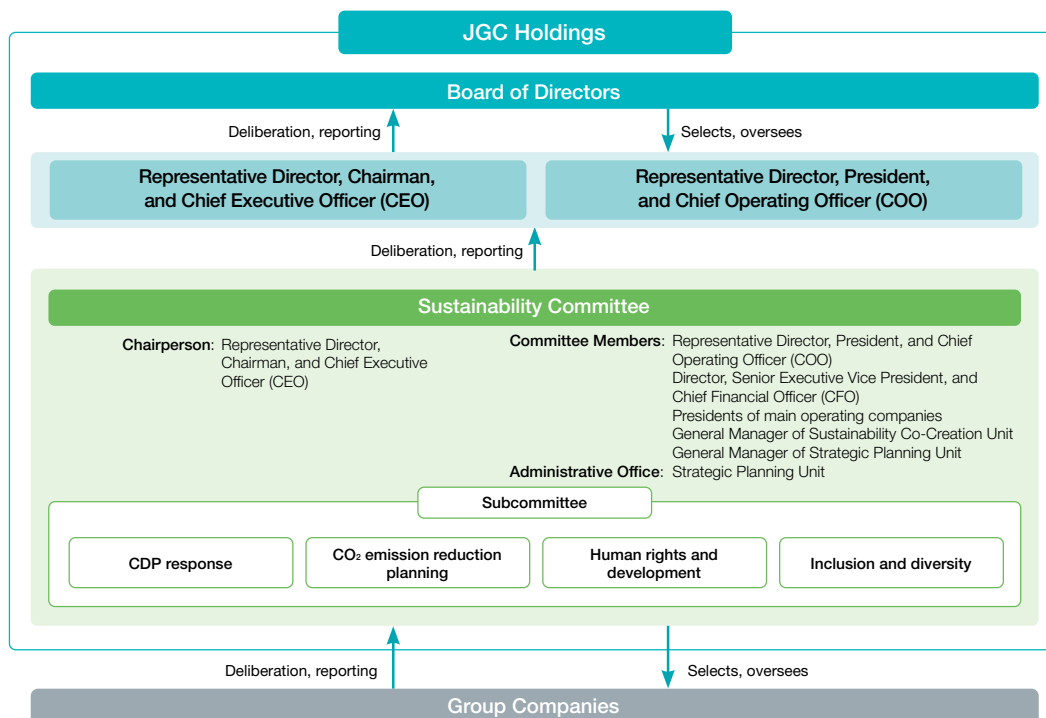 JGC Holdings
Board of Directors
Deliberation, reporting
Selects, oversees
Representative Director, Chairman,
and Chief Executive Officer (CEO)
Representative Director, President,
and Chief Operating Officer (COO)
Deliberation, reporting
Sustainability Committee
Chairperson: Representative Director,
Chairman, and Chief Executive
Officer (CEO)
Committee Members: Representative Director, President, and Chief
Operating Officer (COO)
Director, Senior Executive Vice President, and
Chief Financial Officer (CFO)
Presidents of main operating companies
General Manager of Sustainability Co-Creation Unit
General Manager of Strategic Planning Unit
Administrative Office: Strategic Planning Unit
Subcommittee
CDP response
CO₂ emission reduction
planning
Human rights and
development
Inclusion and diversity
Deliberation, reporting
Selects, oversees
Group Companies